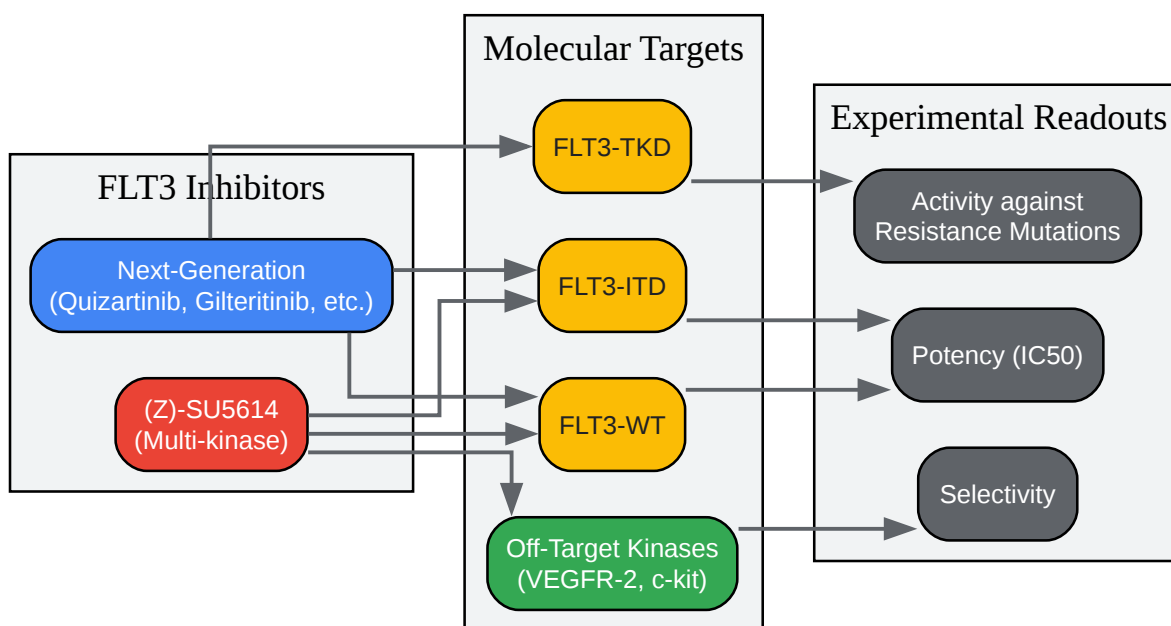 FLT3 Inhibitors
Next-Generation
(Quizartinib, Gilteritinib, etc.)
(Z)-SU5614
(Multi-kinase)
Molecular Targets
FLT3-TKD
FLT3-ITD
FLT3-WT
Off-Target Kinases
(VEGFR-2, c-kit)
Experimental Readouts
Activity against
Resistance Mutations
Potency (IC50)
Selectivity